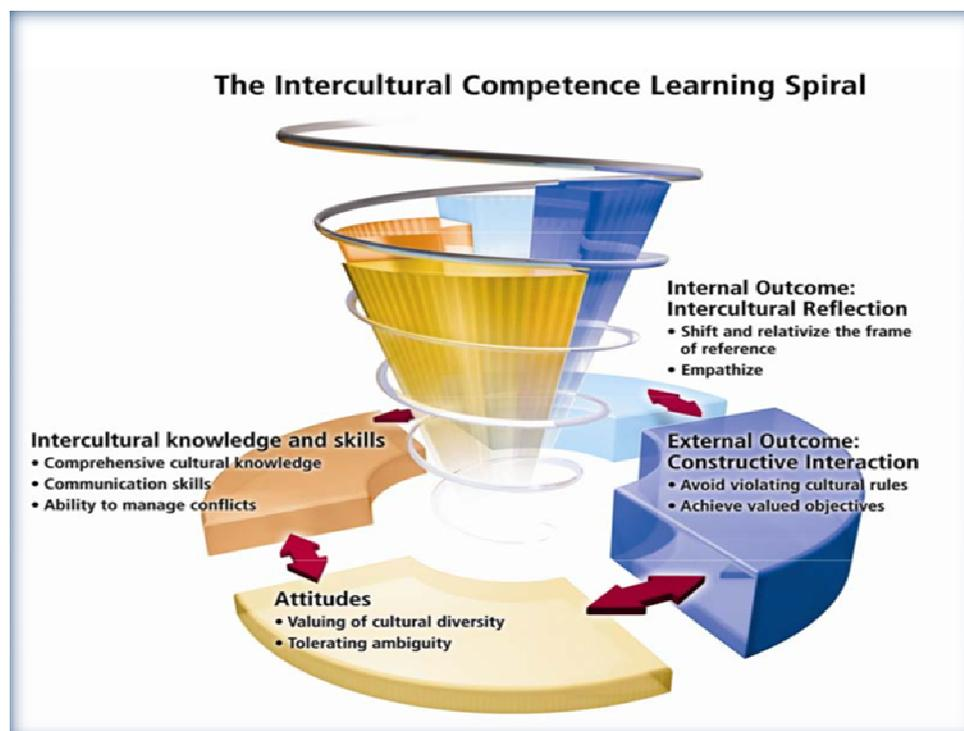 The Intercultural Competence Learning Spiral
Internal Outcome:
Intercultural Reflection
• Shift and relativize the frame
of reference
• Empathize
Intercultural knowledge and skills
• Comprehensive cultural knowledge
• Communication skills
• Ability to manage conflicts
External Outcome:
Constructive Interaction
• Avoid violating cultural rules
• Achieve valued objectives
Attitudes
• Valuing of cultural diversity
• Tolerating ambiguity